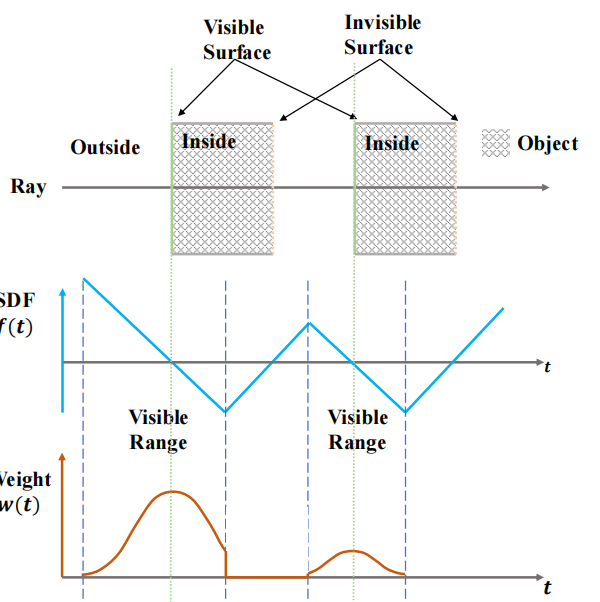 Visible
Surface
Invisible
Surface
Outside
Inside
Inside
Object
Ray
SDF
f(t)
t
Visible
Range
Visible
Range
Weight
w(t)
t